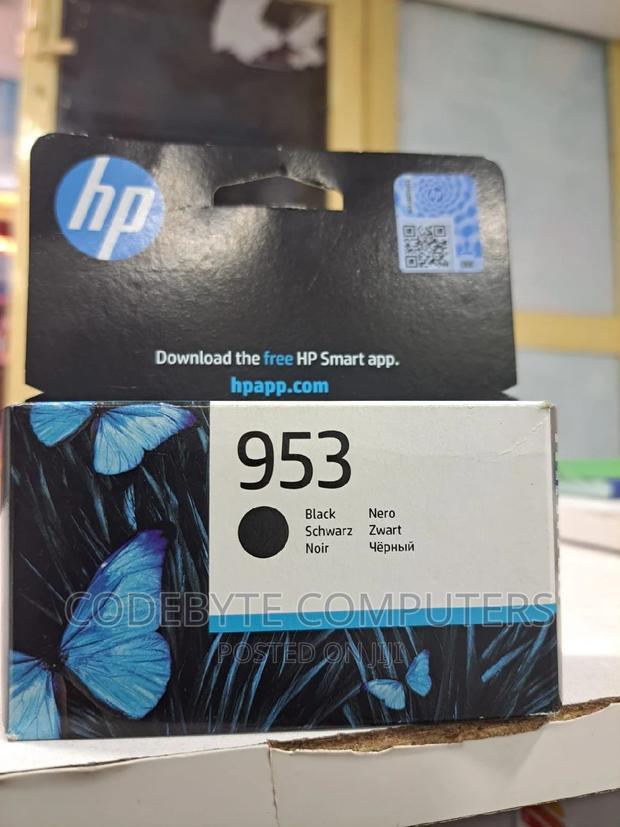 hp
Download the free HP Smart app.
hpapp.com
953
Black Nero
Schwarz Zwart
Noir Чёрный
CODEBYTE COMPUTERS
POSTED ON JIJI